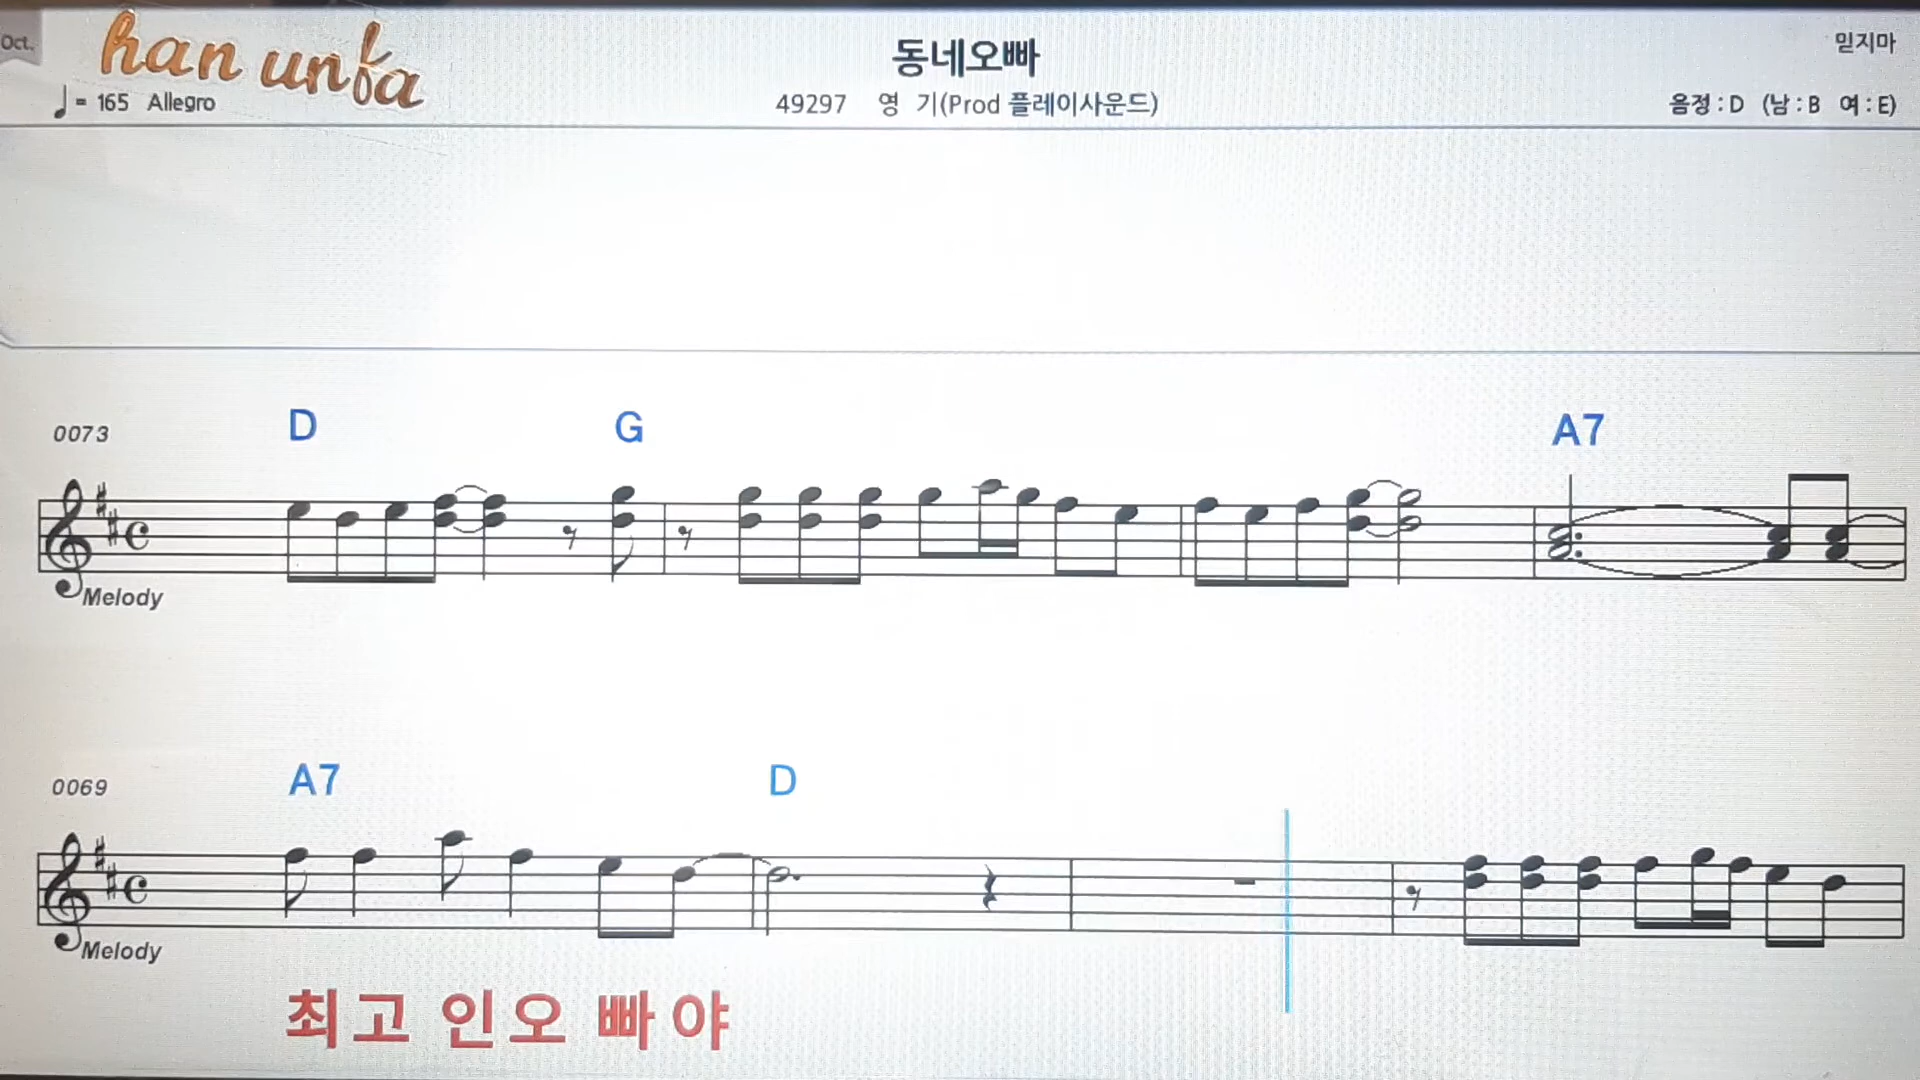 Oct.
han unfa
동네오빠
믿지마
♩= 165 Allegro
49297 영 기(Prod 플레이사운드)
음정 : D (남 : B 여 : E)
D G A7
0073
Melody
A7 D
0069
Melody
최고 인오 빠야